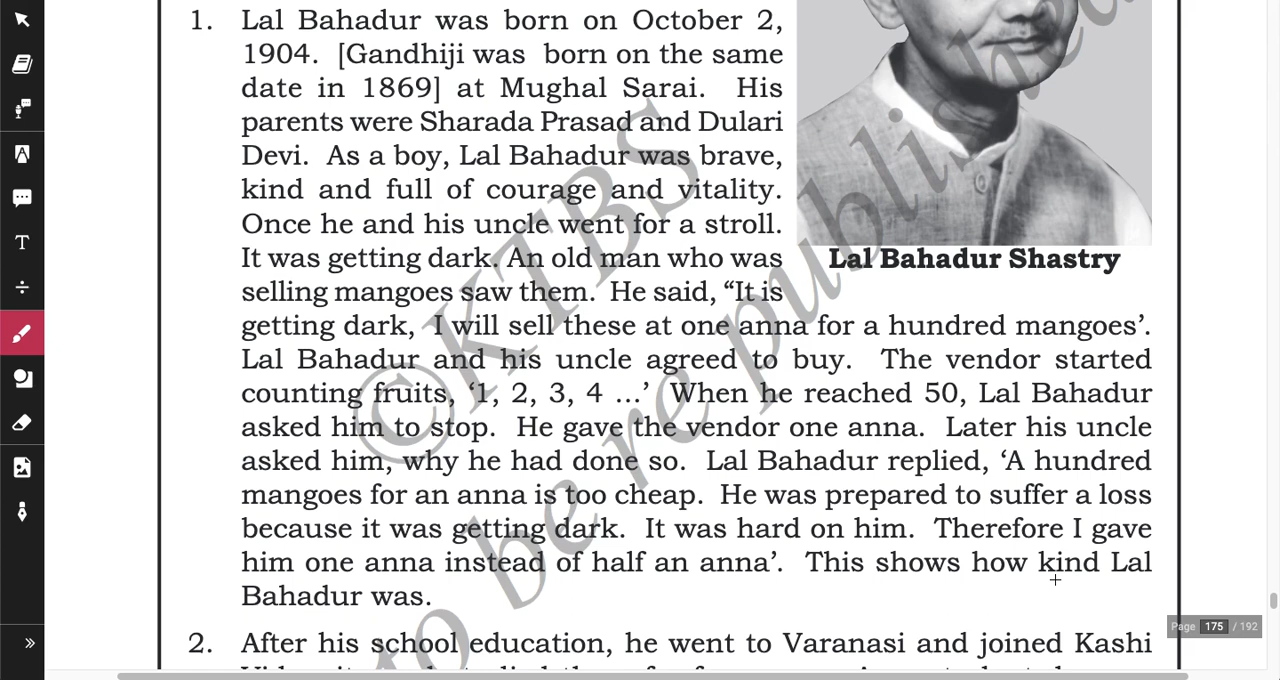 1. Lal Bahadur was born on October 2,
1904. [Gandhiji was born on the same
date in 1869] at Mughal Sarai. His
parents were Sharada Prasad and Dulari
Devi. As a boy, Lal Bahadur was brave,
kind and full of courage and vitality.
Once he and his uncle went for a stroll.
It was getting dark. An old man who was
selling mangoes saw them. He said, “It is
Lal Bahadur Shastry
getting dark, I will sell these at one anna for a hundred mangoes’.
Lal Bahadur and his uncle agreed to buy. The vendor started
counting fruits, ‘1, 2, 3, 4 ...’ When he reached 50, Lal Bahadur
asked him to stop. He gave the vendor one anna. Later his uncle
asked him, why he had done so. Lal Bahadur replied, ‘A hundred
mangoes for an anna is too cheap. He was prepared to suffer a loss
because it was getting dark. It was hard on him. Therefore I gave
him one anna instead of half an anna’. This shows how kind Lal
Bahadur was.
2. After his school education, he went to Varanasi and joined Kashi
©KTBS
to be republished
Page 175 / 192
T